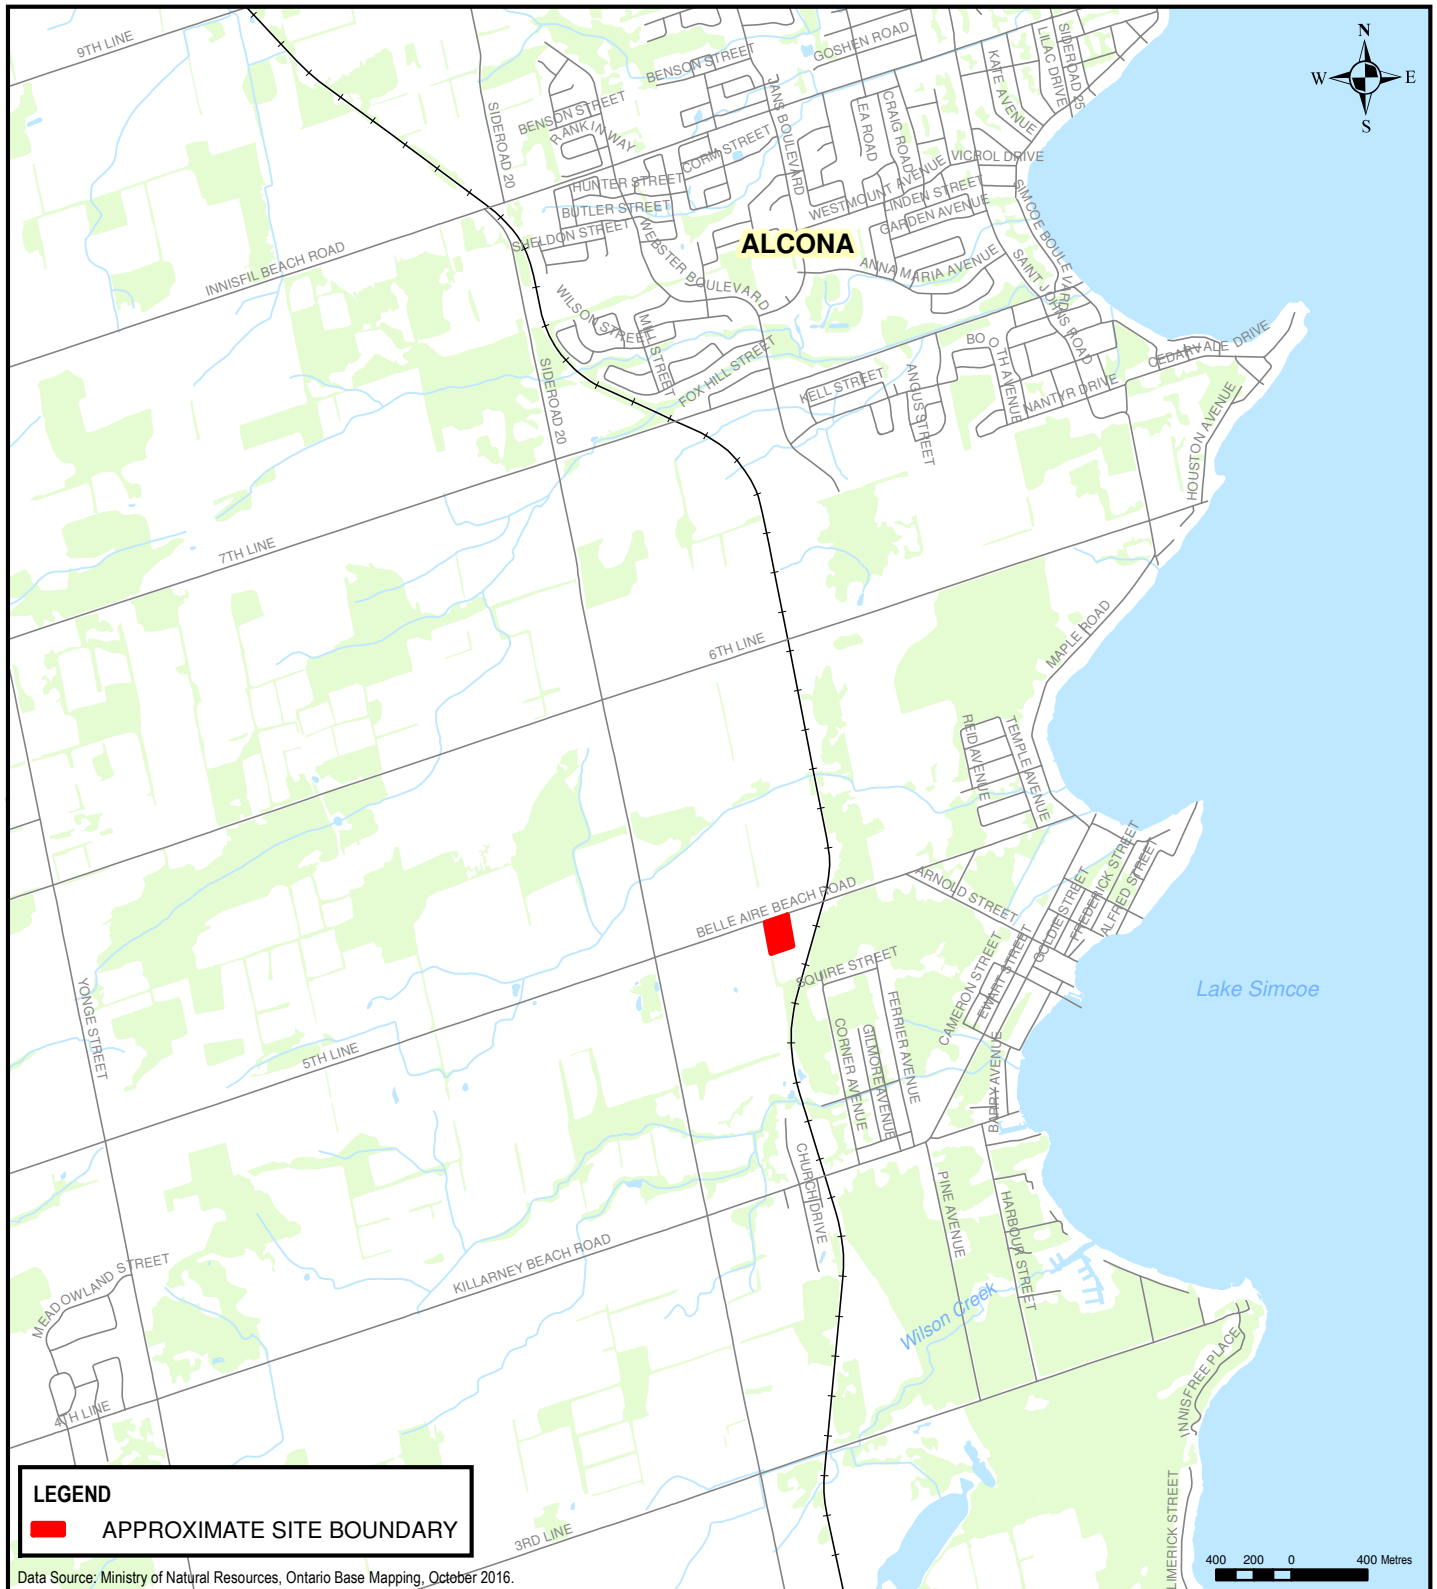 9TH LINE
BENSON STREET
GOSHEN ROAD
KATE AVENUE
LILAC DRIVE
SIDEROAD 25
N
W E
S
SIDEROAD 20
BENSON STREET
RANKIN WAY
JANS BOULEVARD
LEA ROAD
CRAIG ROAD
CORM STREET
VICROL DRIVE
HUNTER STREET
WESTMOUNT AVENUE
LINDEN STREET
BUTLER STREET
GARDEN AVENUE
SIMCOE BOULEVARD
SHELDON STREET
WEBSTER BOULEVARD
ALCONA
INNISFIL BEACH ROAD
ANNA MARIA AVENUE
SAINT JOHNS ROAD
WILSON STREET
MILL STREET
FOX HILL STREET
BOOTH AVENUE
CEDARVALE DRIVE
SIDEROAD 20
KELL STREET
ANGUS STREET
NANTYR DRIVE
HOUSTON AVENUE
7TH LINE
6TH LINE
MAPLE ROAD
REID AVENUE
TEMPLE AVENUE
BELLE AIRE BEACH ROAD
ARNOLD STREET
GOLDIE STREET
FREDERICK STREET
ALFRED STREET
SQUIRE STREET
CAMERON STREET
EWART STREET
Lake Simcoe
YONGE STREET
5TH LINE
CORNER AVENUE
GILMORE AVENUE
FERRIER AVENUE
BARRY AVENUE
CHURCH DRIVE
PINE AVENUE
HARBOUR STREET
MEADOWLAND STREET
KILLARNEY BEACH ROAD
Wilson Creek
INNISFREE PLACE
4TH LINE
3RD LINE
LIMERICK STREET
LEGEND
APPROXIMATE SITE BOUNDARY
400 200 0 400 Metres
Data Source: Ministry of Natural Resources, Ontario Base Mapping, October 2016.